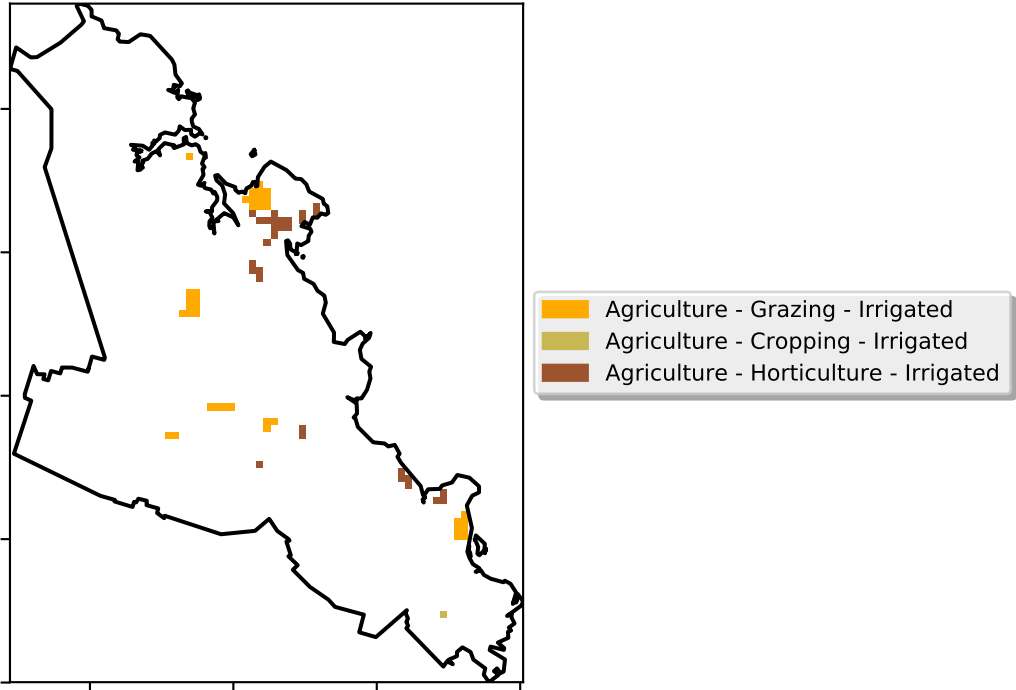 Agriculture - Grazing - Irrigated
Agriculture - Cropping - Irrigated
Agriculture - Horticulture - Irrigated